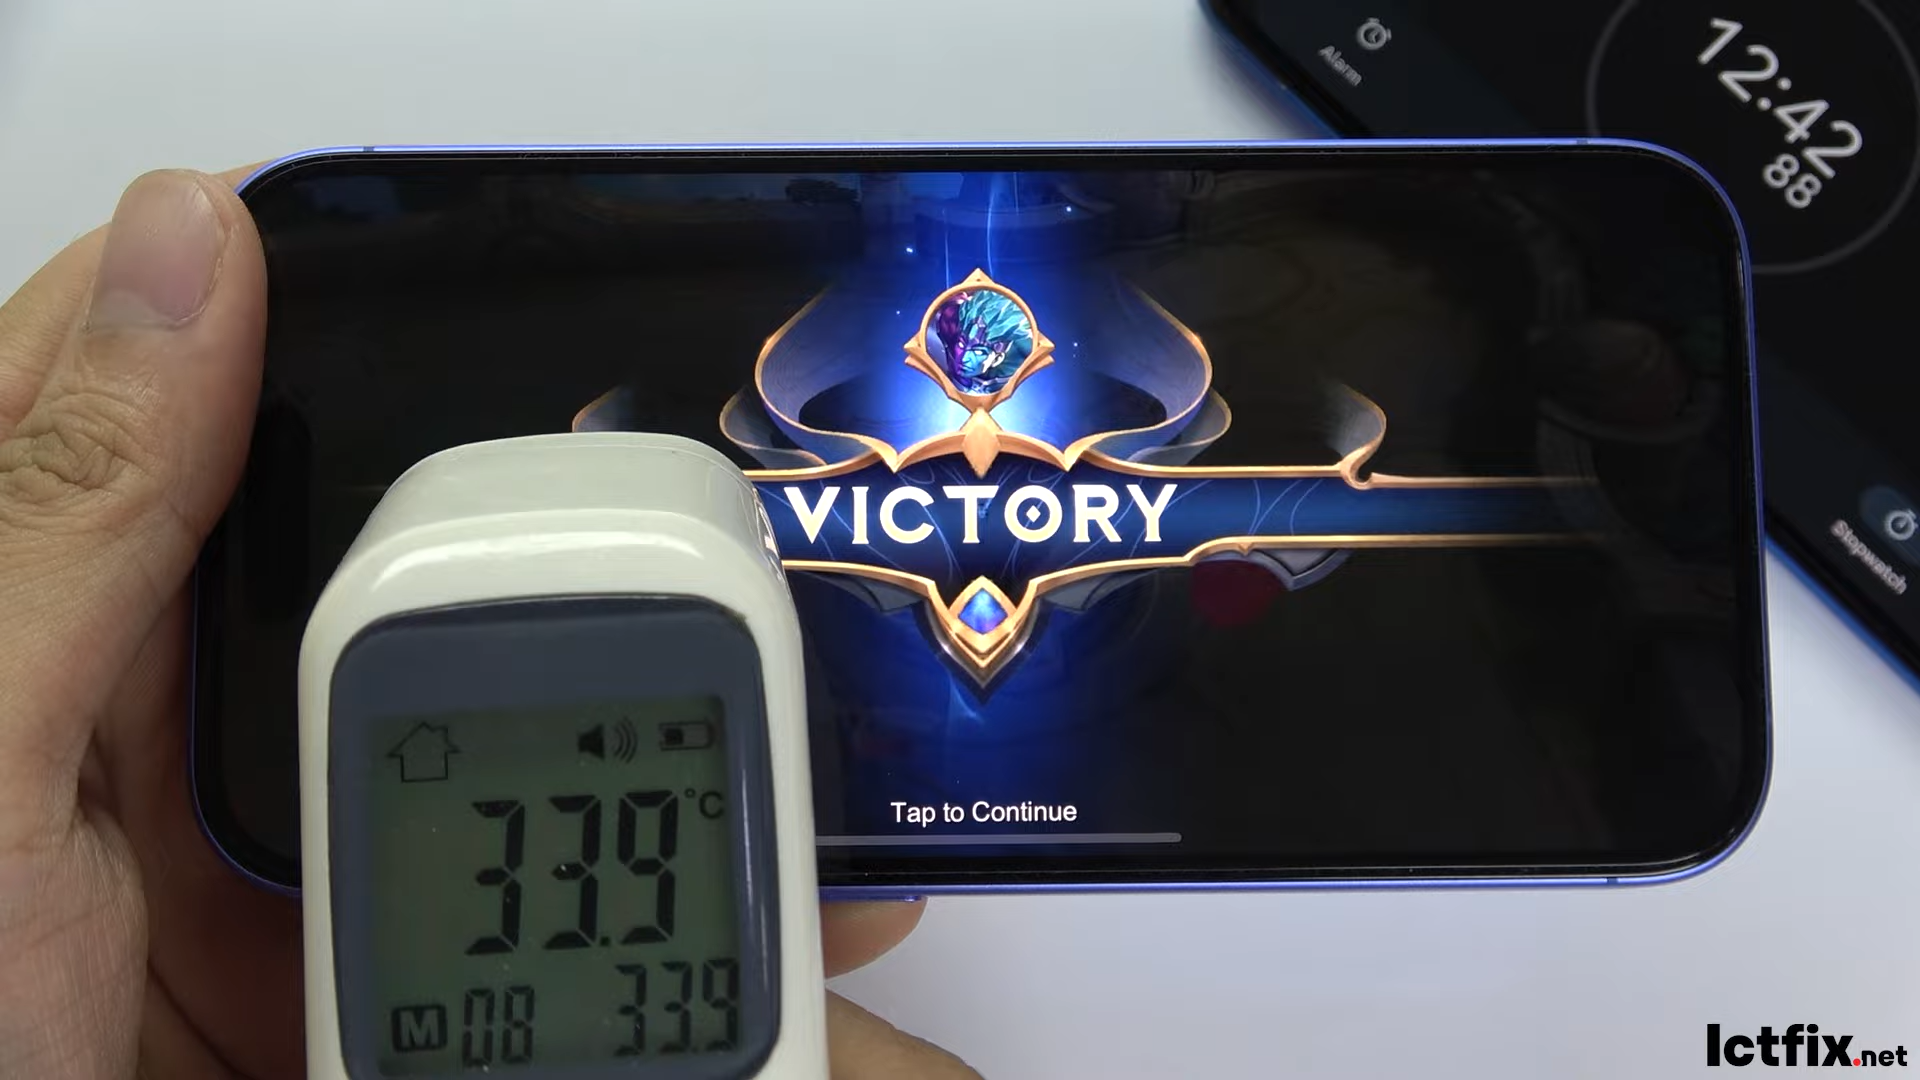 Alarm
12:42
88
VICTORY
Stopwatch
Tap to Continue
33.9 °C
M 08 33.9
Ictfix.net